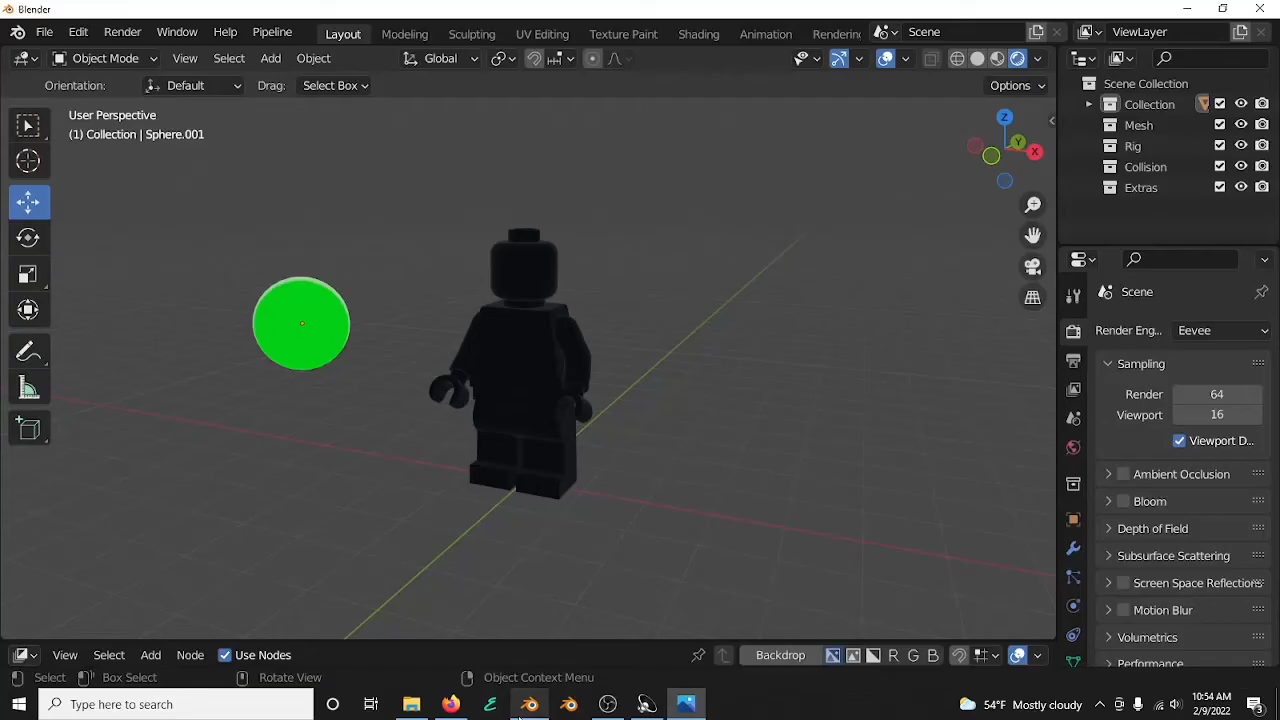 Blender
File Edit Render Window Help Pipeline Layout Modeling Sculpting UV Editing Texture Paint Shading Animation Rendering Scene ViewLayer
Object Mode View Select Add Object Global
Orientation: Default Drag: Select Box Options
User Perspective
(1) Collection | Sphere.001
Z
Y
X
Scene Collection
Collection
Mesh
Rig
Collision
Extras
Scene
Render Eng... Eevee
Sampling
Render 64
Viewport 16
Viewport D...
Ambient Occlusion
Bloom
Depth of Field
Subsurface Scattering
Screen Space Reflections
Motion Blur
Volumetrics
Performance
View Select Add Node Use Nodes Backdrop R G B
Select Box Select Rotate View Object Context Menu
Type here to search
54°F Mostly cloudy
10:54 AM
2/9/2022
3